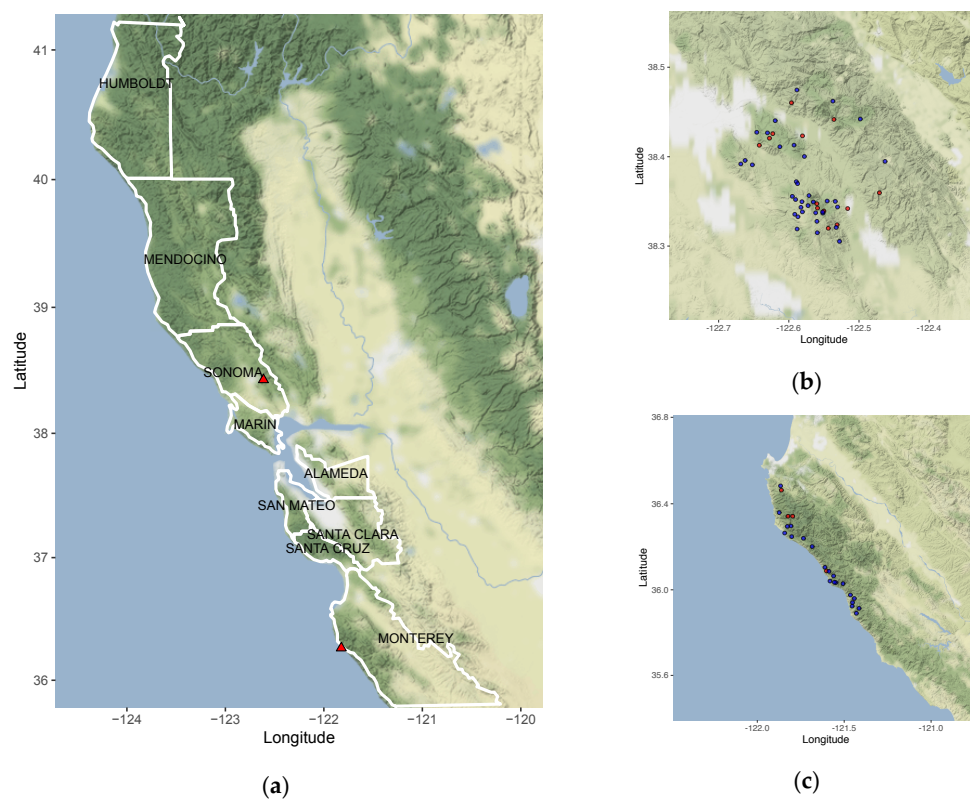 41
40
39
38
37
36
Latitude
HUMBOLDT
MENDOCINO
SONOMA
MARIN
ALAMEDA
SAN MATEO
SANTA CLARA
SANTA CRUZ
MONTEREY
−124 −123 −122 −121 −120
Longitude
(a)
38.5
38.4
38.3
Latitude
-122.7 -122.6 -122.5 -122.4
Longitude
(b)
36.8
36.4
36.0
35.6
Latitude
-122.0 -121.5 -121.0
Longitude
(c)